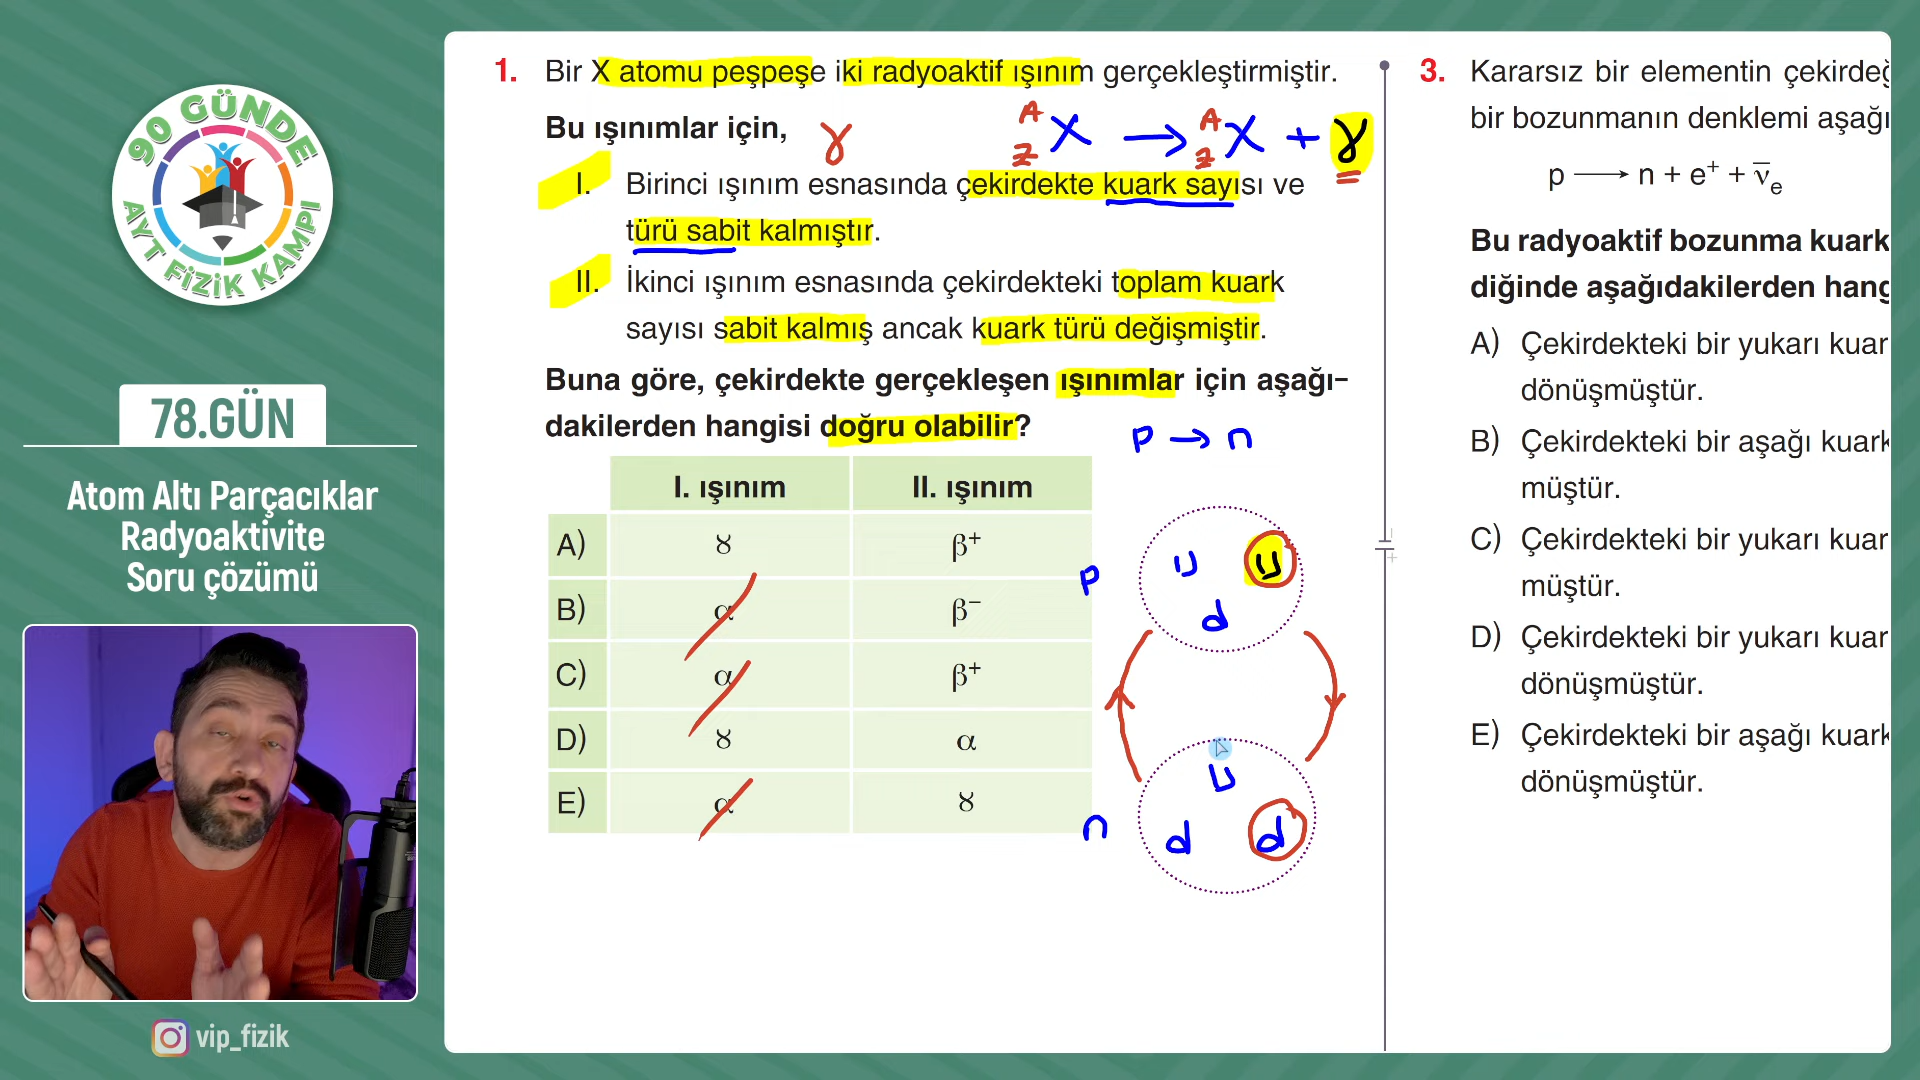 90 GÜNDE
AYT FİZİK KAMPI
78.GÜN
Atom Altı Parçacıklar
Radyoaktivite
Soru çözümü
vip_fizik
1. Bir X atomu peşpeşe iki radyoaktif ışınım gerçekleştirmiştir.
Bu ışınımlar için,
γ
A Z X → A Z X + γ
I. Birinci ışınım esnasında çekirdekte kuark sayısı ve
türü sabit kalmıştır.
II. İkinci ışınım esnasında çekirdekteki toplam kuark
sayısı sabit kalmış ancak kuark türü değişmiştir.
Buna göre, çekirdekte gerçekleşen ışınımlar için aşağı-
dakilerden hangisi doğru olabilir?
p → n
I. ışınım II. ışınım
A) γ β+
B) α β−
C) α β+
D) γ α
E) α γ
p
u u
d
n
u
d d
3. Kararsız bir elementin çekirdeğ
bir bozunmanın denklemi aşağı
p ⟶ n + e⁺ + ν̅ₑ
Bu radyoaktif bozunma kuark
diğinde aşağıdakilerden hang
A) Çekirdekteki bir yukarı kuar
dönüşmüştür.
B) Çekirdekteki bir aşağı kuark
müştür.
C) Çekirdekteki bir yukarı kuar
müştür.
D) Çekirdekteki bir yukarı kuar
dönüşmüştür.
E) Çekirdekteki bir aşağı kuark
dönüşmüştür.